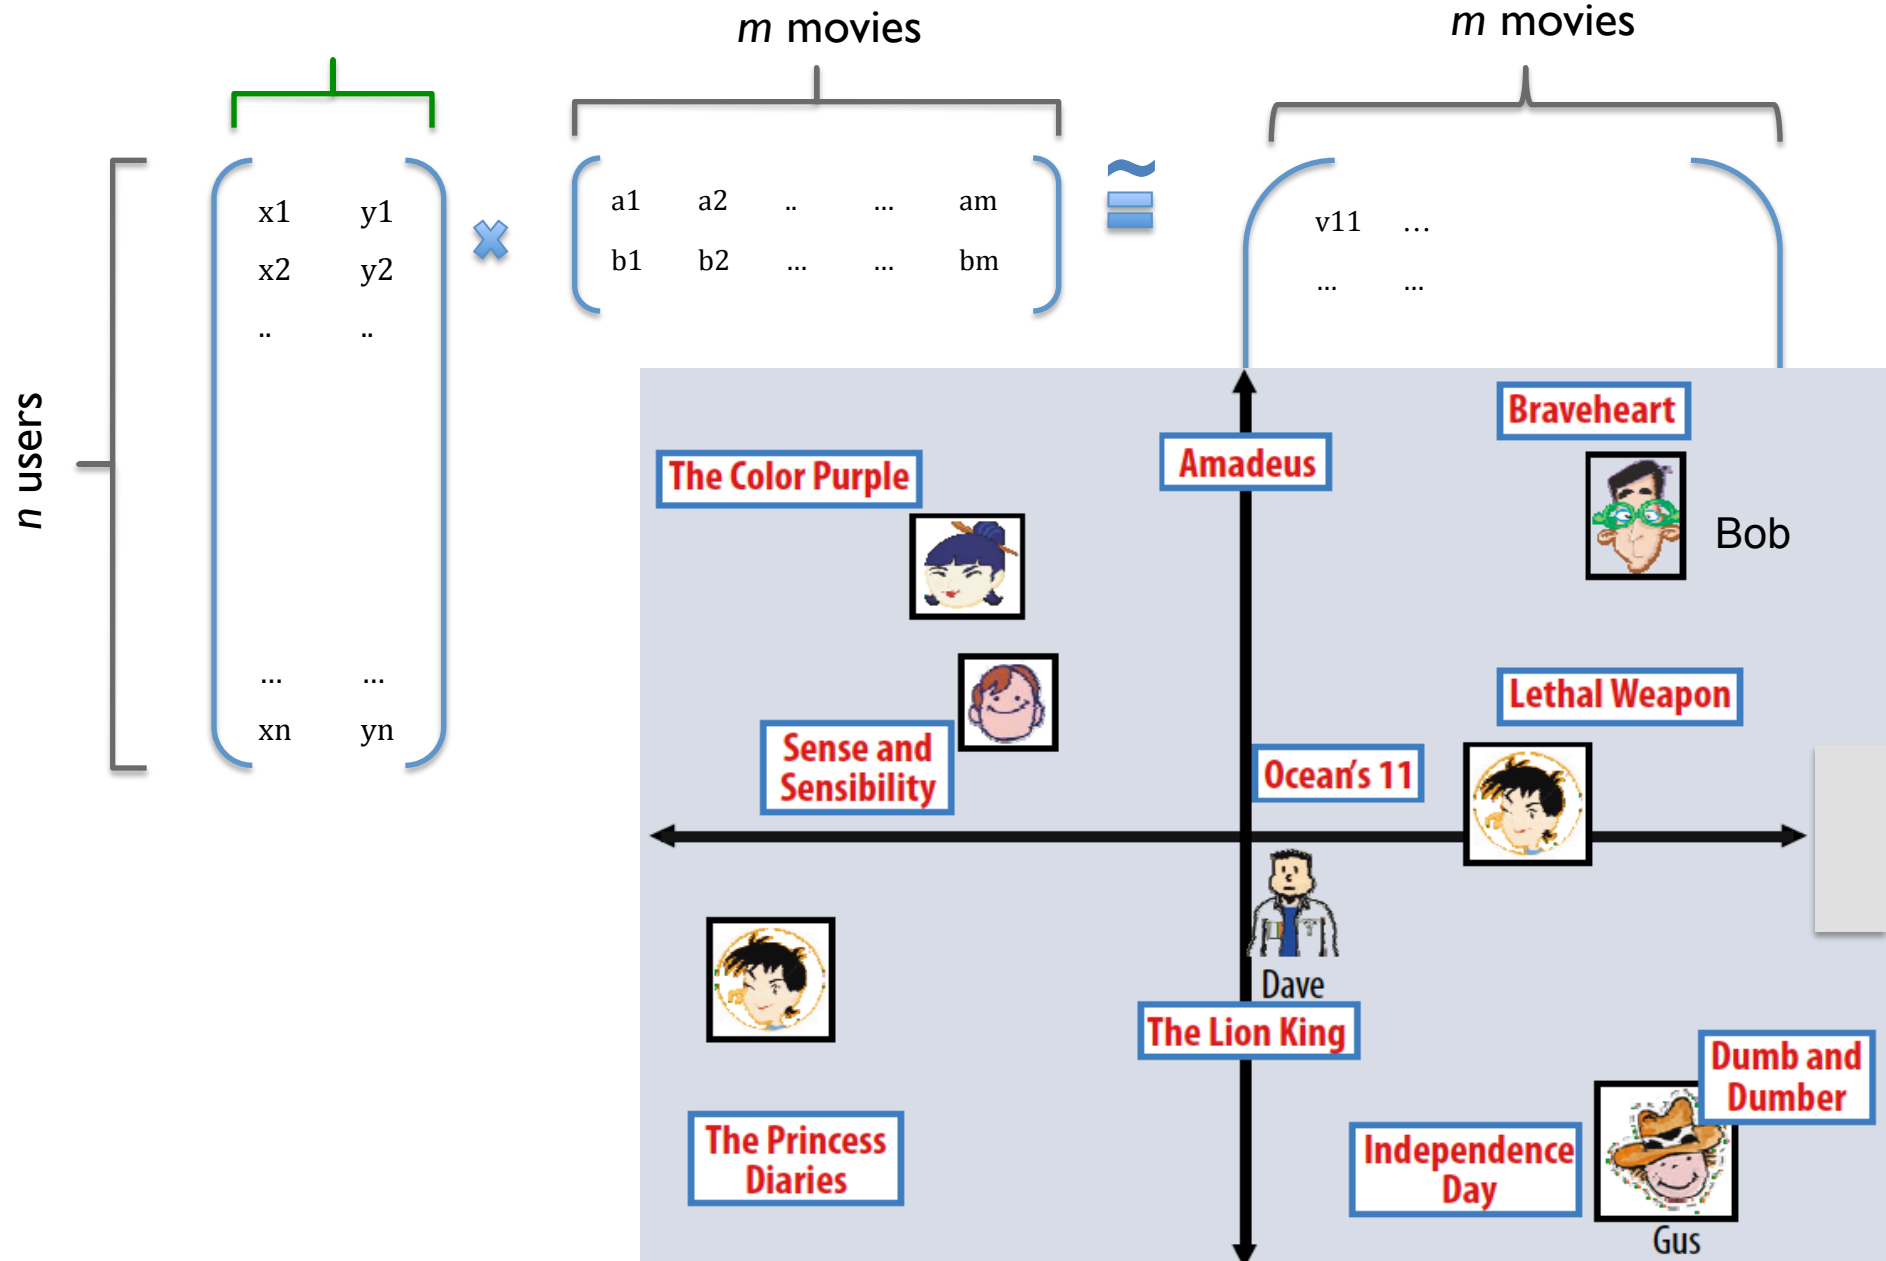 m movies
m movies
x1 y1
x2 y2
.. ..
... ...
xn yn
n users
a1 a2 .. ... am
b1 b2 ... ... bm
≈
v11 ...
... ...
Braveheart
Amadeus
The Color Purple
Bob
Lethal Weapon
Sense and
Sensibility
Ocean's 11
Dave
The Lion King
Dumb and
Dumber
The Princess
Diaries
Independence
Day
Gus